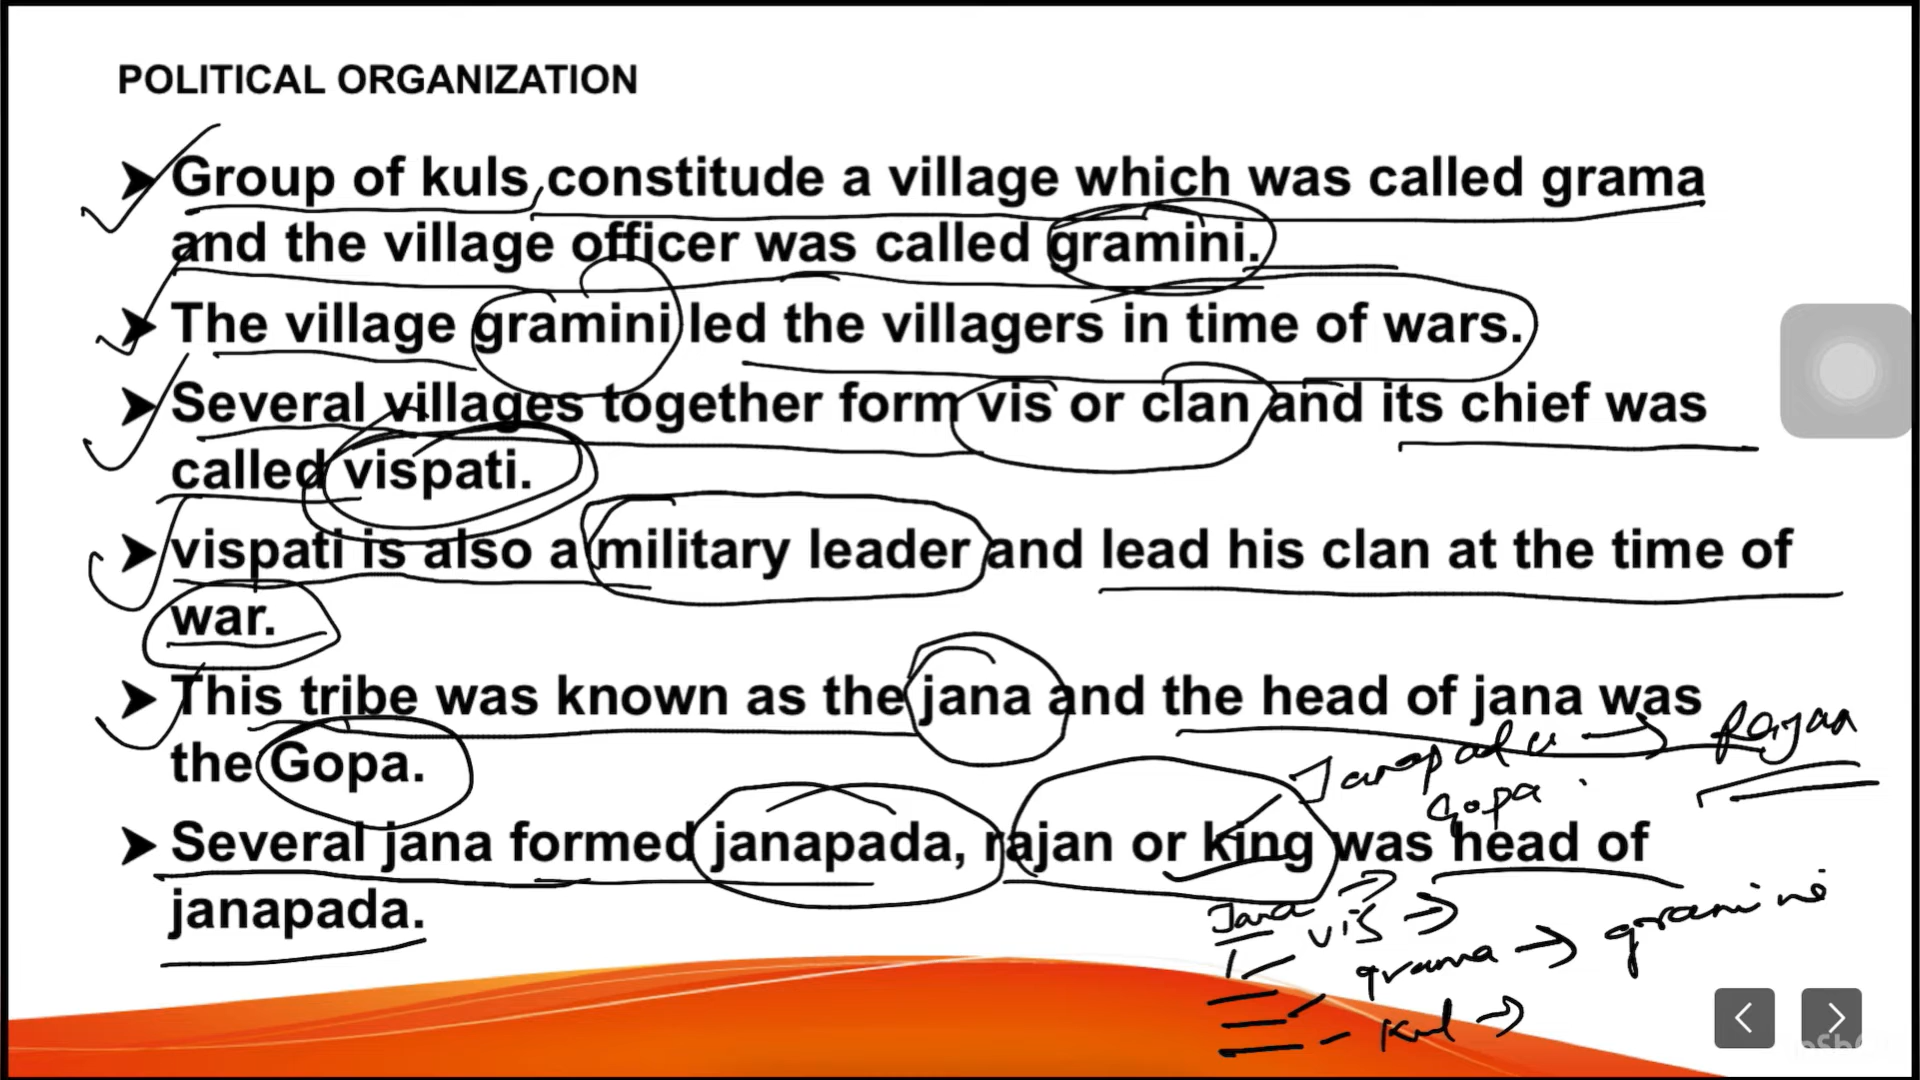 POLITICAL ORGANIZATION
➤ Group of kuls constitude a village which was called grama
and the village officer was called gramini.
➤ The village gramini led the villagers in time of wars.
➤ Several villages together form vis or clan and its chief was
called vispati.
➤ vispati is also a military leader and lead his clan at the time of
war.
➤ This tribe was known as the jana and the head of jana was
the Gopa.
Janapada → Rajan
Gopa
➤ Several jana formed janapada, rajan or king was head of
janapada.
Jana →
vis →
grama → gramini
Kul →